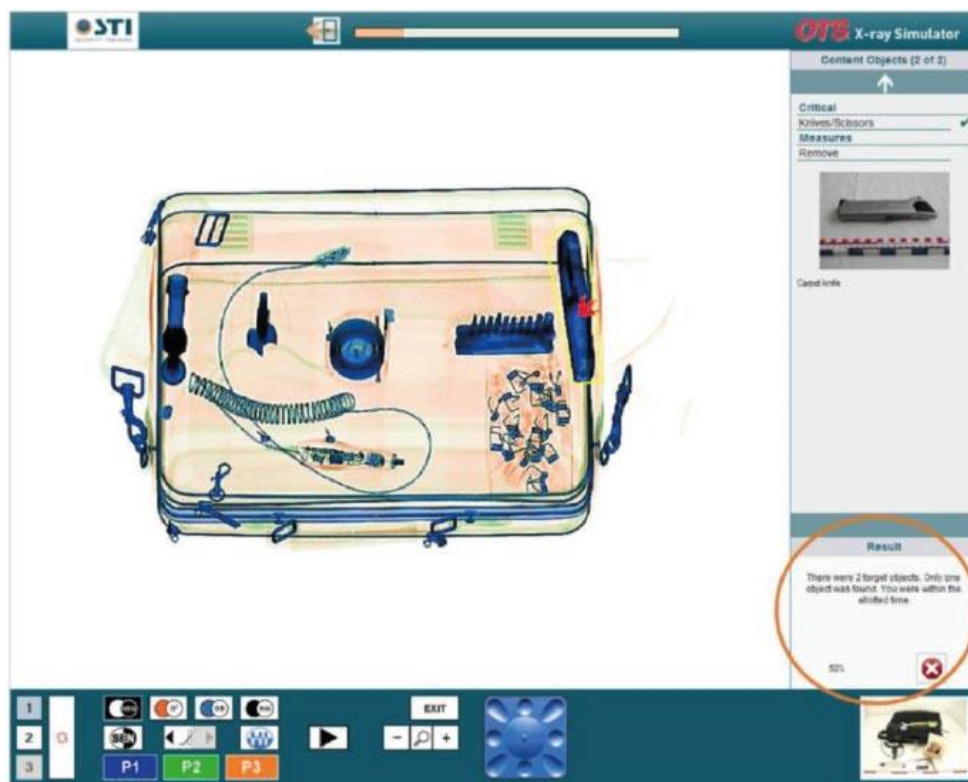 STI
OTS X-ray Simulator
Content Objects (2 of 2)
Critical
Knives/Scissors
Measures
Remove
Carpet knife
Result
There were 2 target objects. Only one
object was found. You were within the
allotted time.
50%
1
2
3
SEN
EXIT
P1
P2
P3